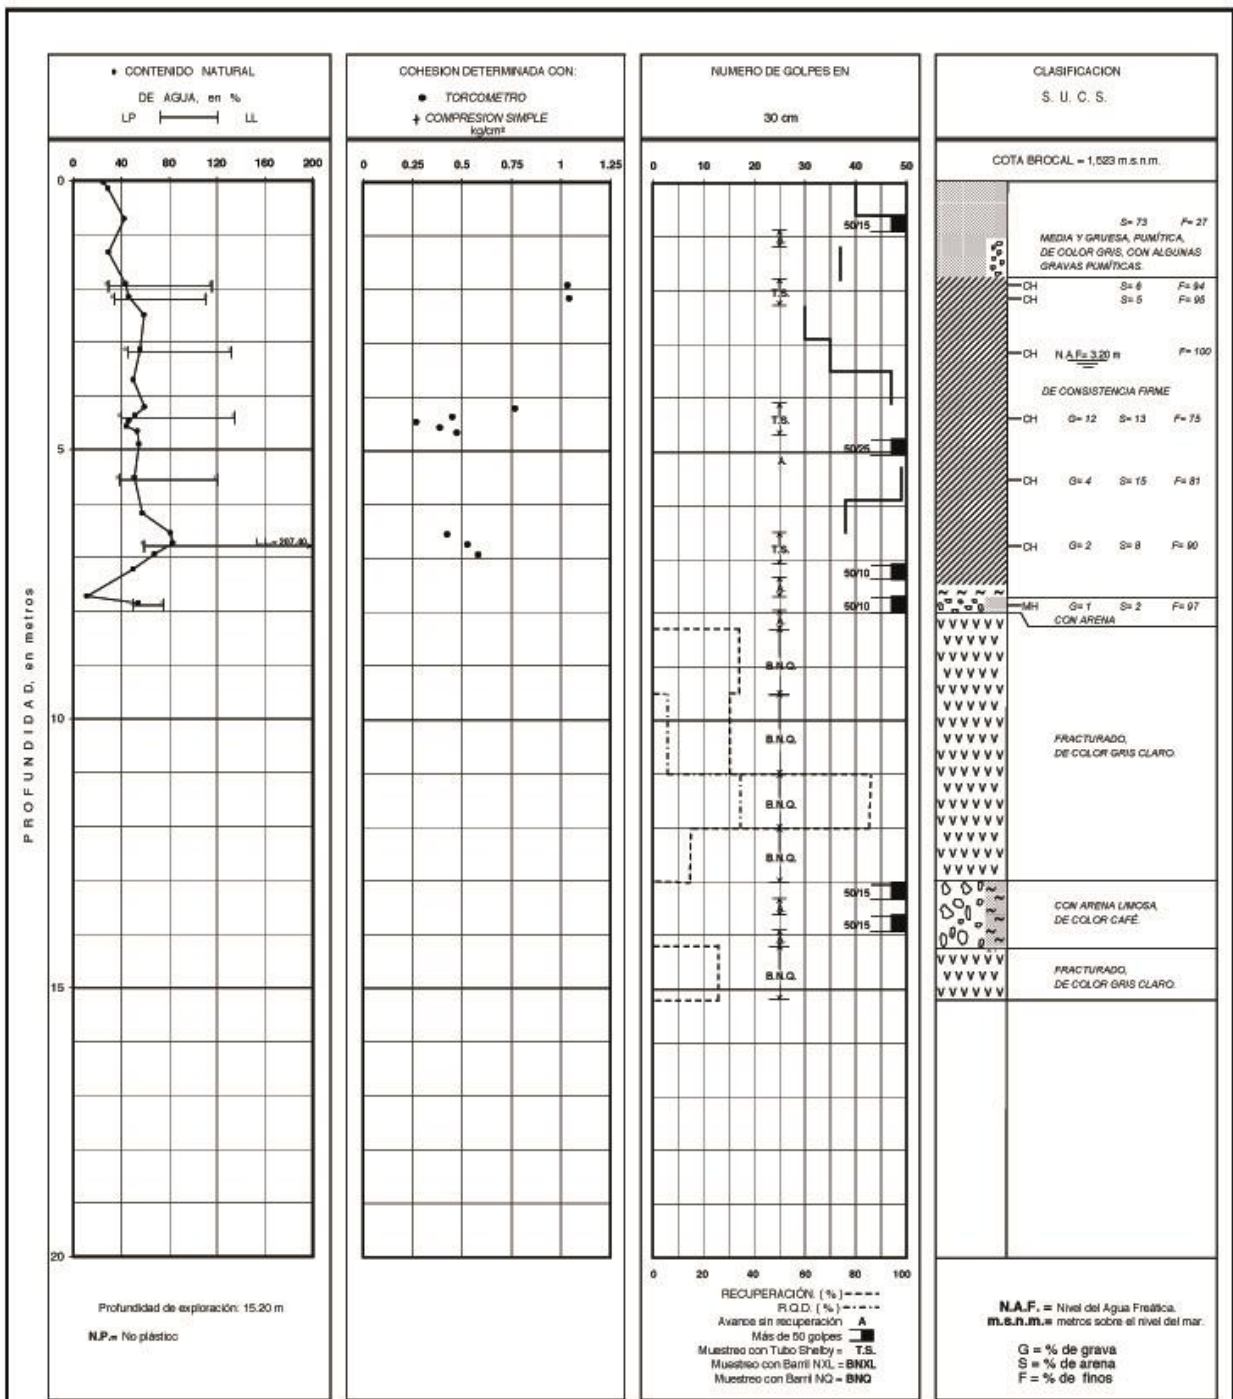 • CONTENIDO NATURAL
DE AGUA, en %
LP LL
0 40 80 120 160 200
0
5
10
15
20
PROFUNDIDAD, en metros
L.L.= 207.40
Profundidad de exploración: 15.20 m
N.P.= No plástico
COHESION DETERMINADA CON:
● TORCOMETRO
COMPRESION SIMPLE
kg/cm²
0 0.25 0.5 0.75 1 1.25
NUMERO DE GOLPES EN
30 cm
0 10 20 30 40 50
50/15
A
T.S.
T.S.
50/25
A
T.S.
50/10
A
50/10
A
B.N.Q.
B.N.Q.
B.N.Q.
B.N.Q.
50/15
A
50/15
A
B.N.Q.
0 20 40 60 80 100
RECUPERACIÓN. ( % )
R.Q.D. ( % )
Avance sin recuperación A
Más de 50 golpes
Muestreo con Tubo Shelby = T.S.
Muestreo con Barril NXL = BNXL
Muestreo con Barril NQ = BNQ
CLASIFICACION
S. U. C. S.
COTA BROCAL = 1,523 m.s.n.m.
S= 73 F= 27
MEDIA Y GRUESA, PUMÍTICA,
DE COLOR GRIS, CON ALGUNAS
GRAVAS PUMÍTICAS.
CH S= 6 F= 94
CH S= 5 F= 95
CH N.A.F= 3.20 m F= 100
DE CONSISTENCIA FIRME
CH G= 12 S= 13 F= 75
CH G= 4 S= 15 F= 81
CH G= 2 S= 8 F= 90
MH G= 1 S= 2 F= 97
CON ARENA
FRACTURADO,
DE COLOR GRIS CLARO.
CON ARENA LIMOSA,
DE COLOR CAFÉ.
FRACTURADO,
DE COLOR GRIS CLARO.
N.A.F. = Nivel del Agua Freática.
m.s.n.m.= metros sobre el nivel del mar.
G = % de grava
S = % de arena
F = % de finos